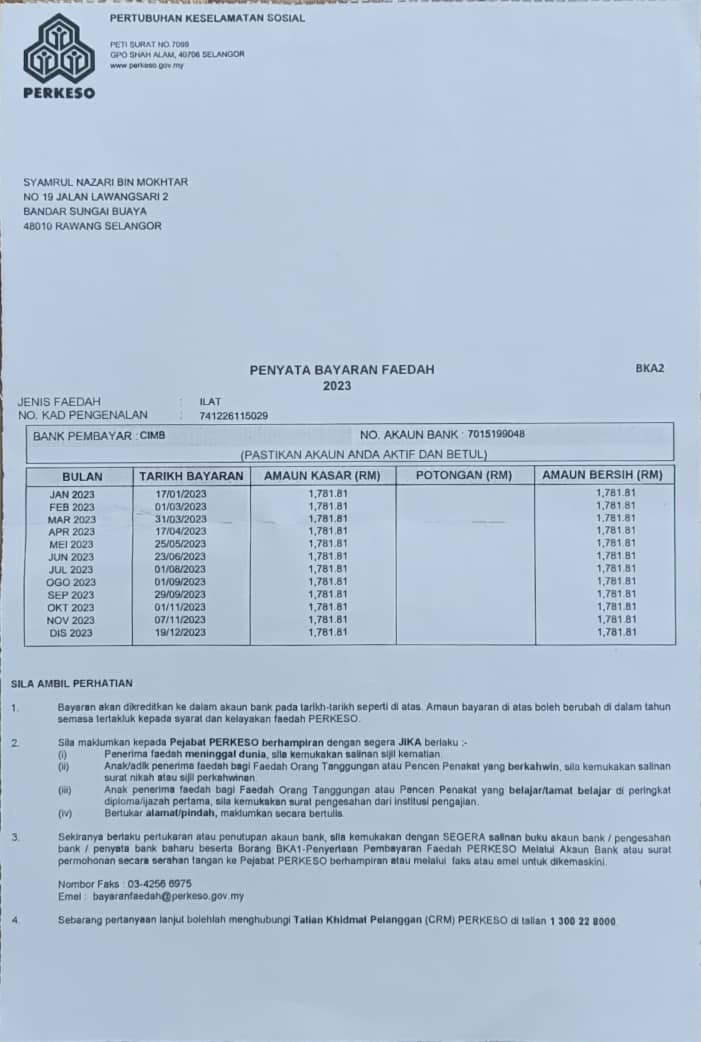 PERTUBUHAN KESELAMATAN SOSIAL
PETI SURAT NO.7099
GPO SHAH ALAM, 40706 SELANGOR
www.perkeso.gov.my
PERKESO
SYAMRUL NAZARI BIN MOKHTAR
NO 19 JALAN LAWANGSARI 2
BANDAR SUNGAI BUAYA
48010 RAWANG SELANGOR
PENYATA BAYARAN FAEDAH
2023
BKA2
JENIS FAEDAH : ILAT
NO. KAD PENGENALAN : 741226115029
BANK PEMBAYAR : CIMB NO. AKAUN BANK : 7015199048
(PASTIKAN AKAUN ANDA AKTIF DAN BETUL)
BULAN TARIKH BAYARAN AMAUN KASAR (RM) POTONGAN (RM) AMAUN BERSIH (RM)
JAN 2023 17/01/2023 1,781.81 1,781.81
FEB 2023 01/03/2023 1,781.81 1,781.81
MAR 2023 31/03/2023 1,781.81 1,781.81
APR 2023 17/04/2023 1,781.81 1,781.81
MEI 2023 25/05/2023 1,781.81 1,781.81
JUN 2023 23/06/2023 1,781.81 1,781.81
JUL 2023 01/08/2023 1,781.81 1,781.81
OGO 2023 01/09/2023 1,781.81 1,781.81
SEP 2023 29/09/2023 1,781.81 1,781.81
OKT 2023 01/11/2023 1,781.81 1,781.81
NOV 2023 07/11/2023 1,781.81 1,781.81
DIS 2023 19/12/2023 1,781.81 1,781.81
SILA AMBIL PERHATIAN
1. Bayaran akan dikreditkan ke dalam akaun bank pada tarikh-tarikh seperti di atas. Amaun bayaran di atas boleh berubah di dalam tahun
semasa tertakluk kepada syarat dan kelayakan faedah PERKESO.
2. Sila maklumkan kepada Pejabat PERKESO berhampiran dengan segera JIKA berlaku :-
(i) Penerima faedah meninggal dunia, sila kemukakan salinan sijil kematian.
(ii) Anak/adik penerima faedah bagi Faedah Orang Tanggungan atau Pencen Penakat yang berkahwin, sila kemukakan salinan
surat nikah atau sijil perkahwinan.
(iii) Anak penerima faedah bagi Faedah Orang Tanggungan atau Pencen Penakat yang belajar/tamat belajar di peringkat
diploma/ijazah pertama, sila kemukakan surat pengesahan dari institusi pengajian.
(iv) Bertukar alamat/pindah, maklumkan secara bertulis.
3. Sekiranya berlaku pertukaran atau penutupan akaun bank, sila kemukakan dengan SEGERA salinan buku akaun bank / pengesahan
bank / penyata bank baharu beserta Borang BKA1-Penyertaan Pembayaran Faedah PERKESO Melalui Akaun Bank atau surat
permohonan secara serahan tangan ke Pejabat PERKESO berhampiran atau melalui faks atau emel untuk dikemaskini.
Nombor Faks : 03-4256 6975
Emel : bayaranfaedah@perkeso.gov.my
4. Sebarang pertanyaan lanjut bolehlah menghubungi Talian Khidmat Pelanggan (CRM) PERKESO di talian 1 300 22 8000.